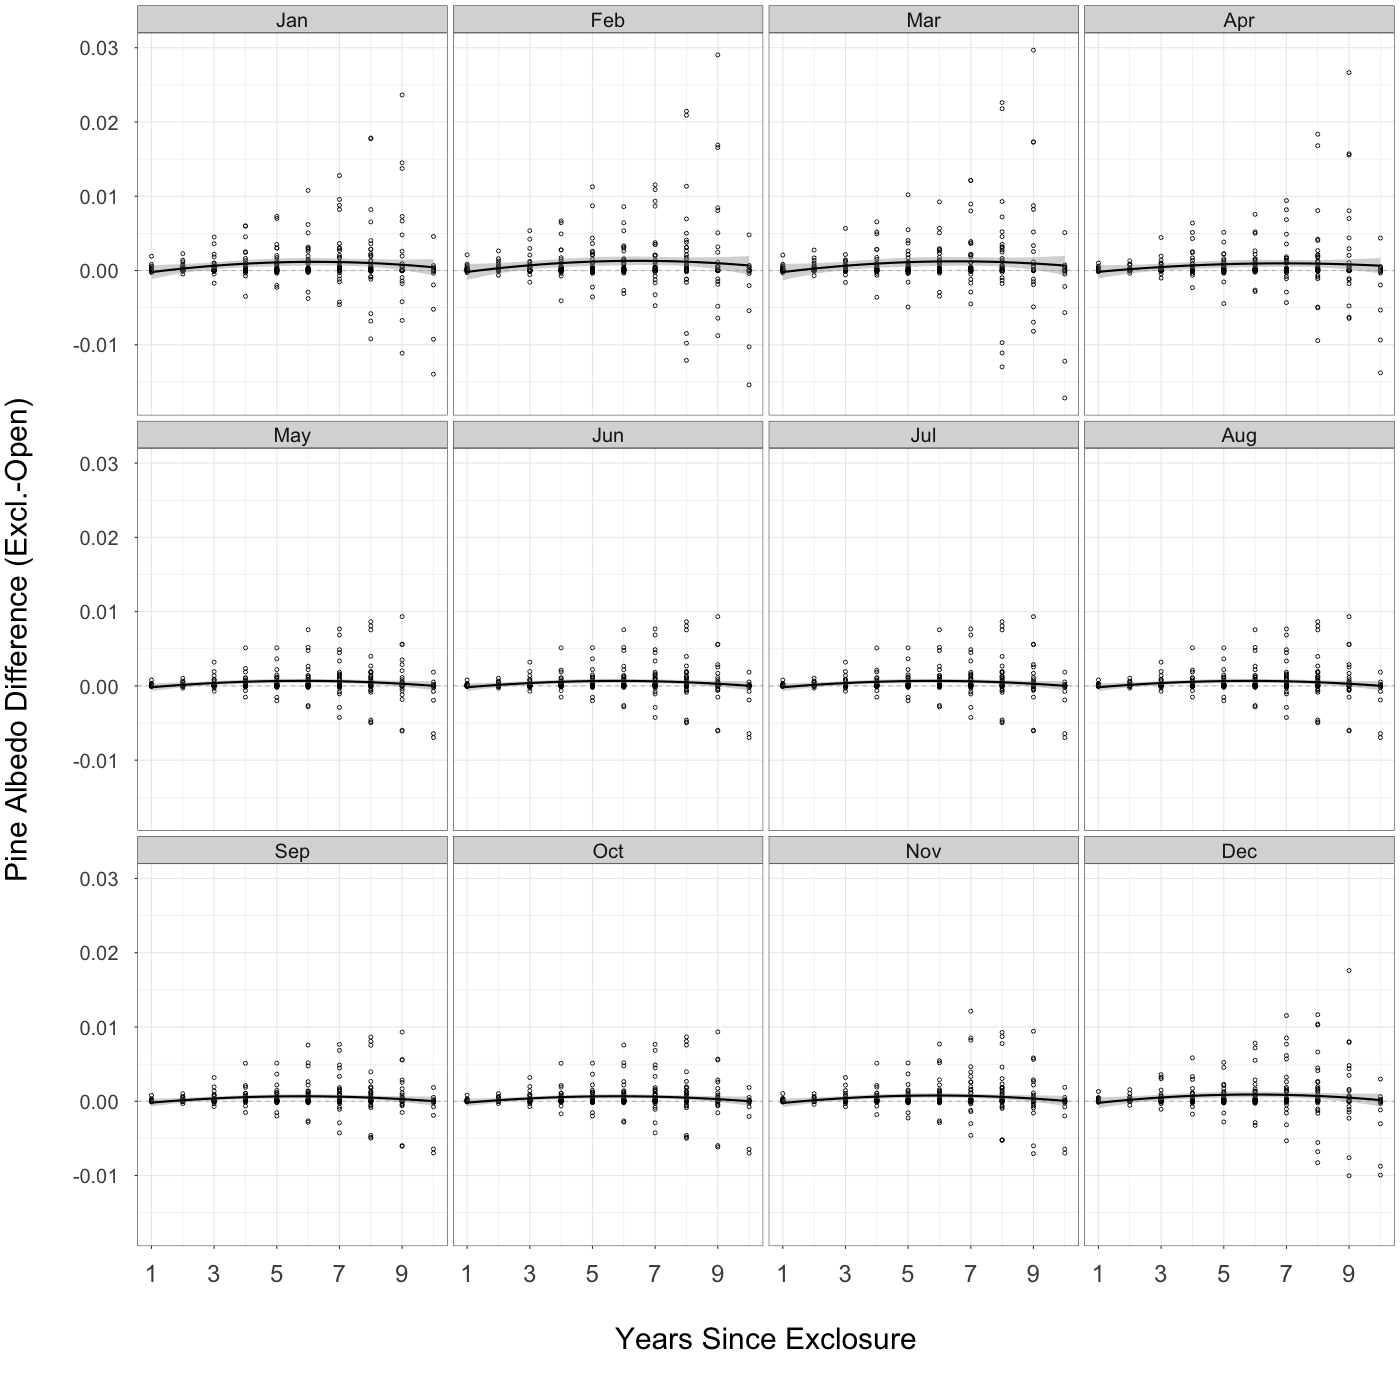 Jan Feb Mar Apr
0.03
0.02
0.01
0.00
-0.01
May Jun Jul Aug
0.03
0.02
0.01
0.00
-0.01
Pine Albedo Difference (Excl.-Open)
Sep Oct Nov Dec
0.03
0.02
0.01
0.00
-0.01
1 3 5 7 9 1 3 5 7 9 1 3 5 7 9 1 3 5 7 9
Years Since Exclosure